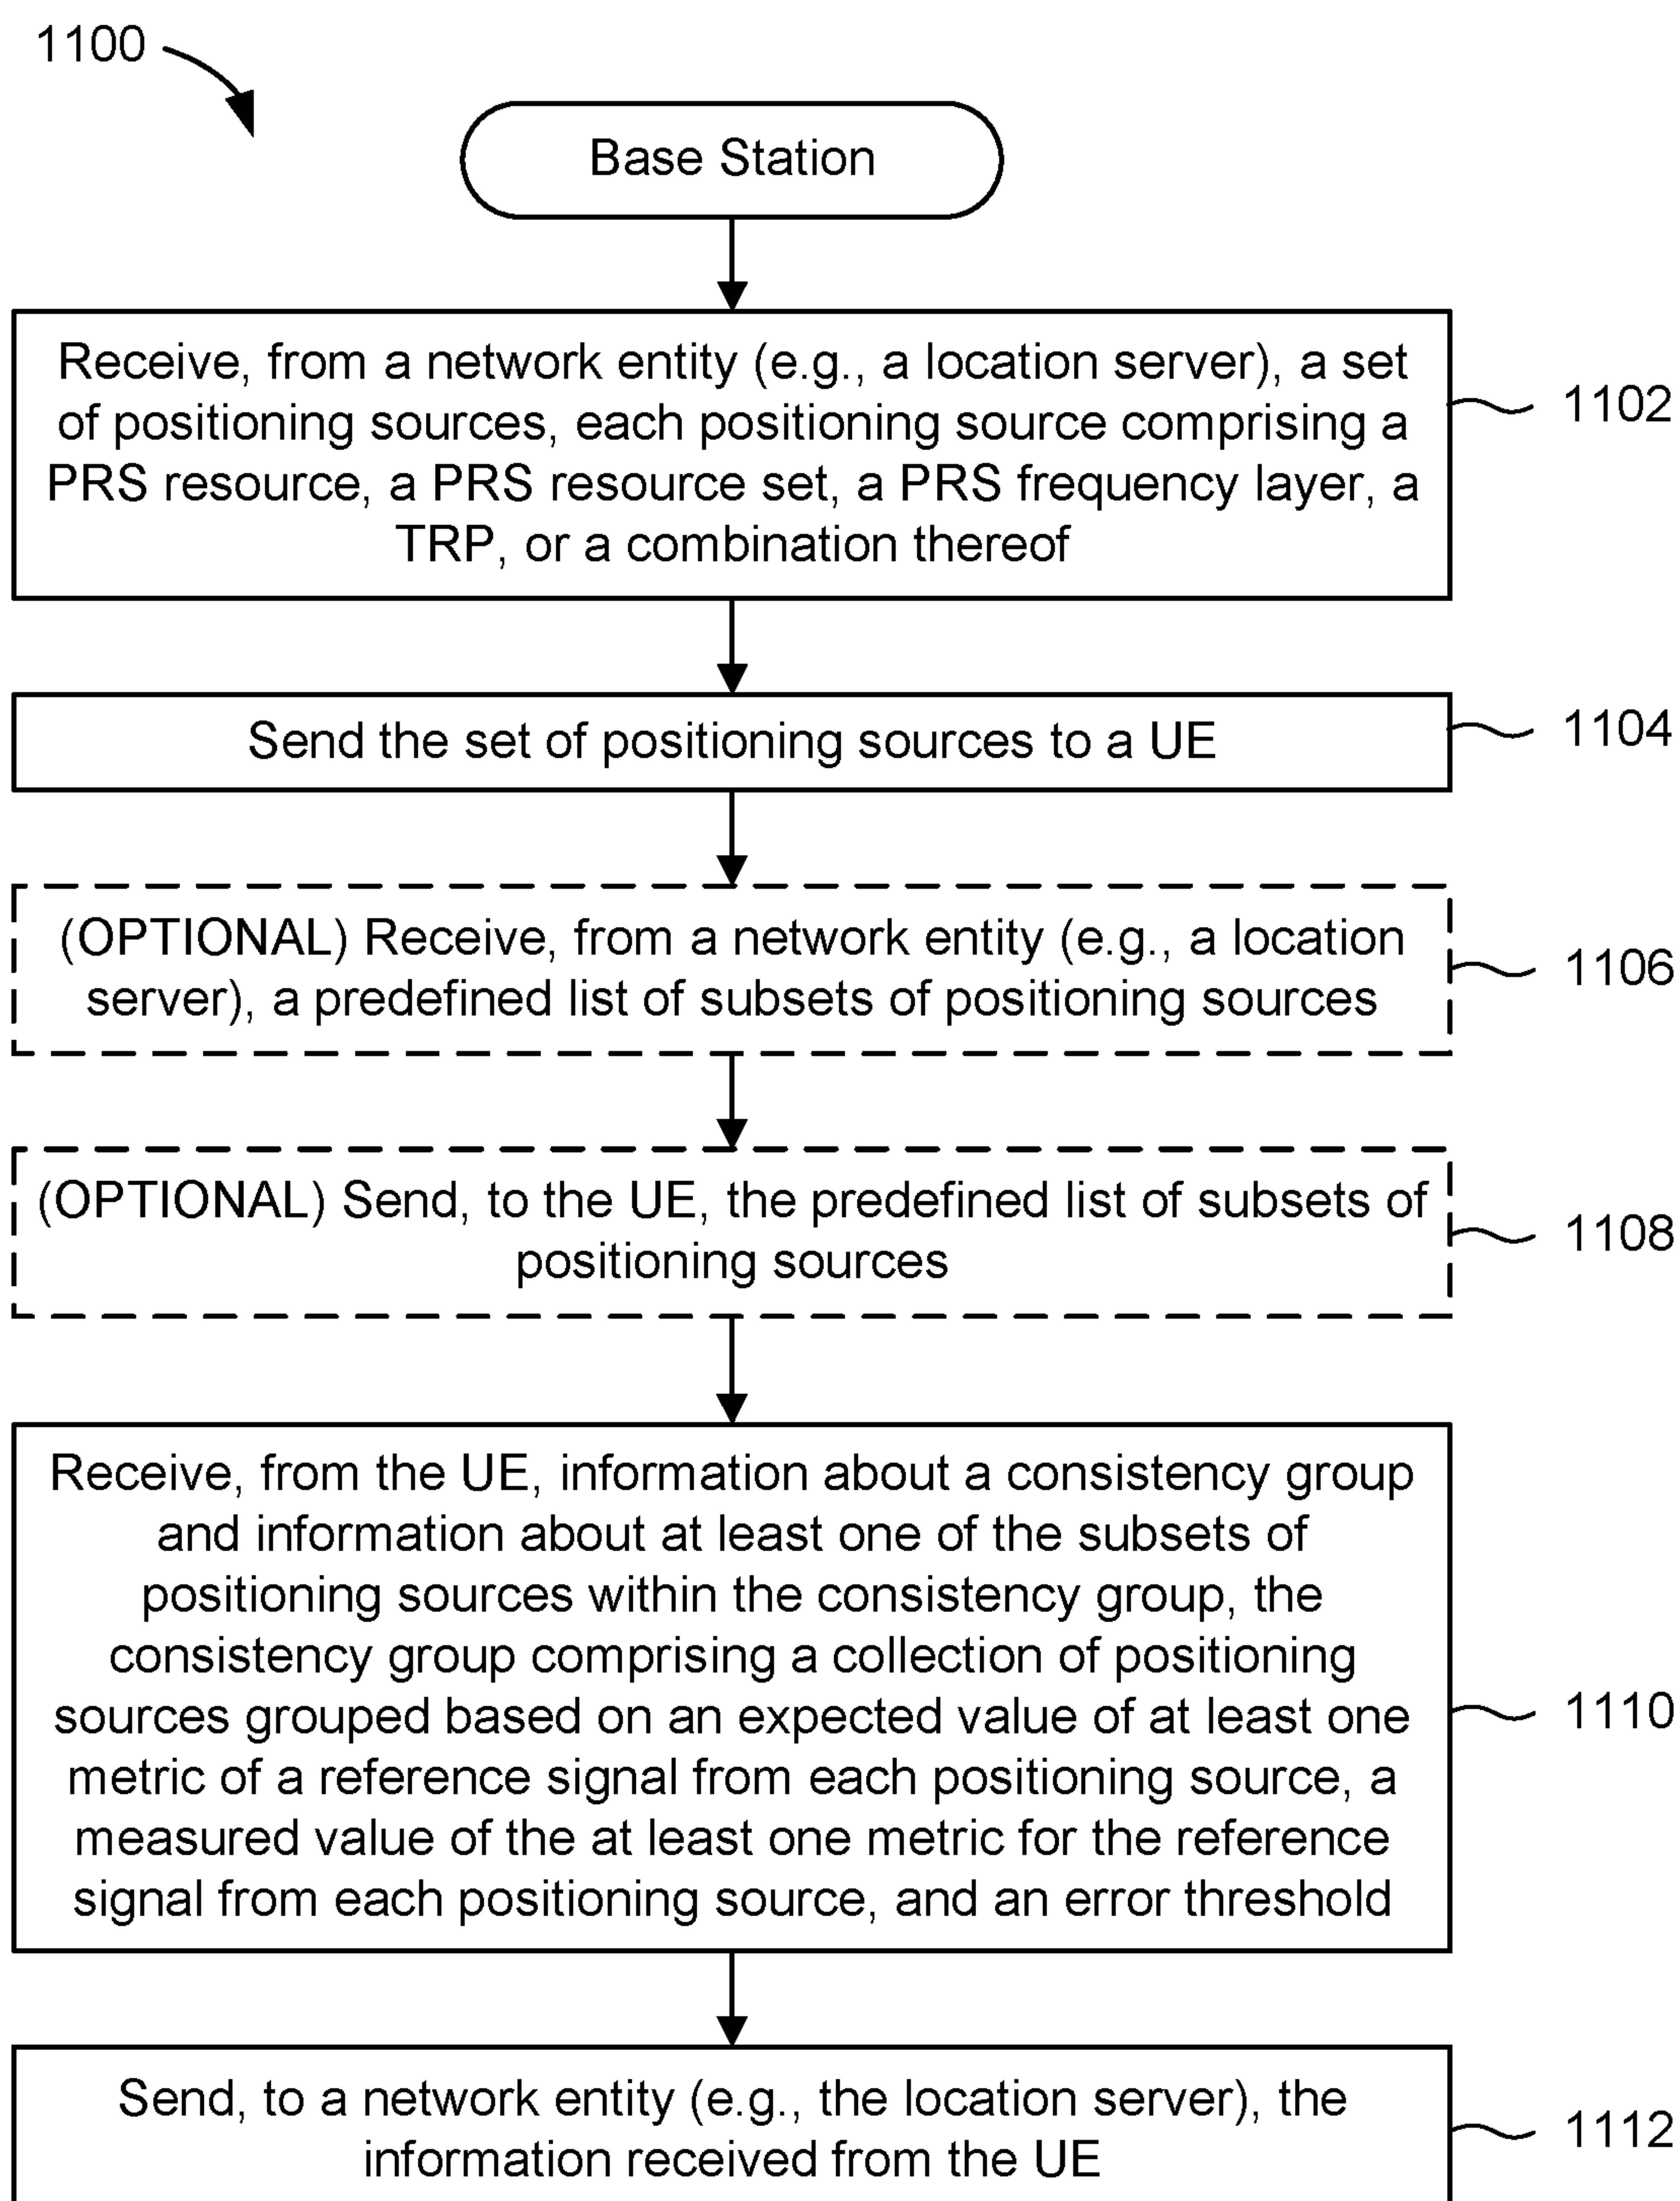 1100
Base Station
Receive, from a network entity (e.g., a location server), a set
of positioning sources, each positioning source comprising a
PRS resource, a PRS resource set, a PRS frequency layer, a
TRP, or a combination thereof
1102
Send the set of positioning sources to a UE
1104
(OPTIONAL) Receive, from a network entity (e.g., a location
server), a predefined list of subsets of positioning sources
1106
(OPTIONAL) Send, to the UE, the predefined list of subsets of
positioning sources
1108
Receive, from the UE, information about a consistency group
and information about at least one of the subsets of
positioning sources within the consistency group, the
consistency group comprising a collection of positioning
sources grouped based on an expected value of at least one
metric of a reference signal from each positioning source, a
measured value of the at least one metric for the reference
signal from each positioning source, and an error threshold
1110
Send, to a network entity (e.g., the location server), the
information received from the UE
1112